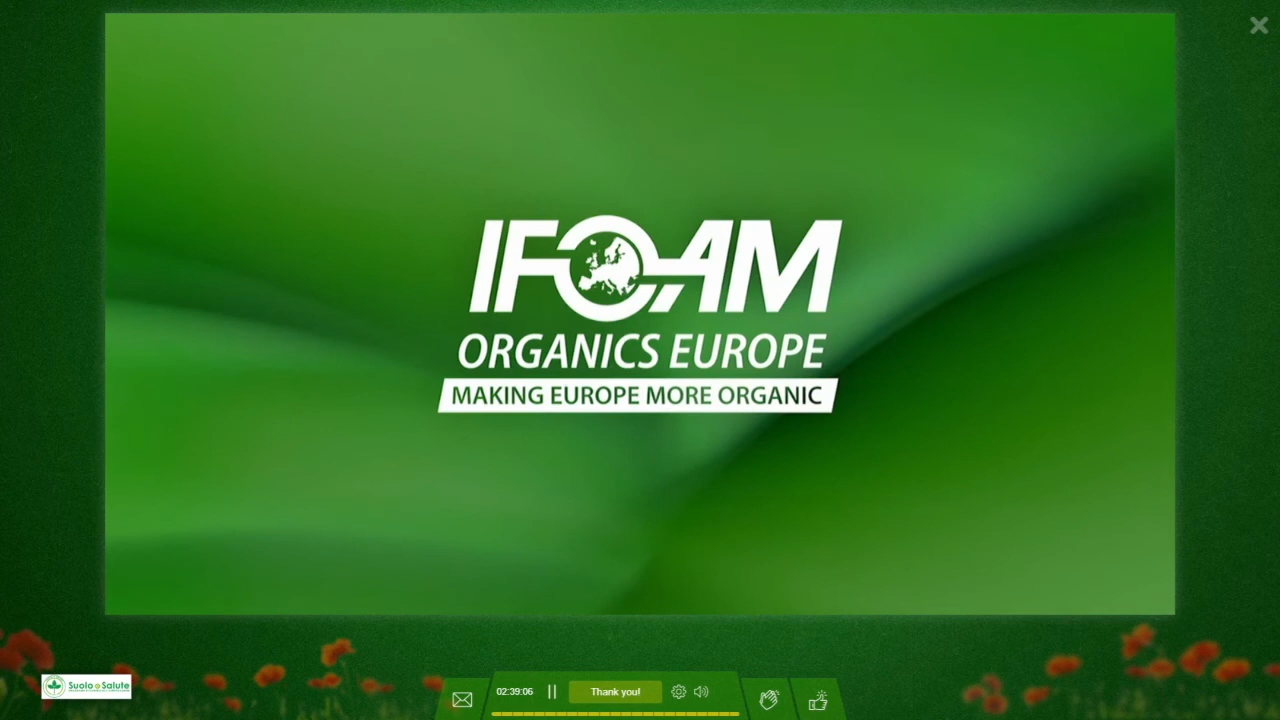 IFOAM
ORGANICS EUROPE
MAKING EUROPE MORE ORGANIC
Suolo e Salute
02:39:06
Thank you!